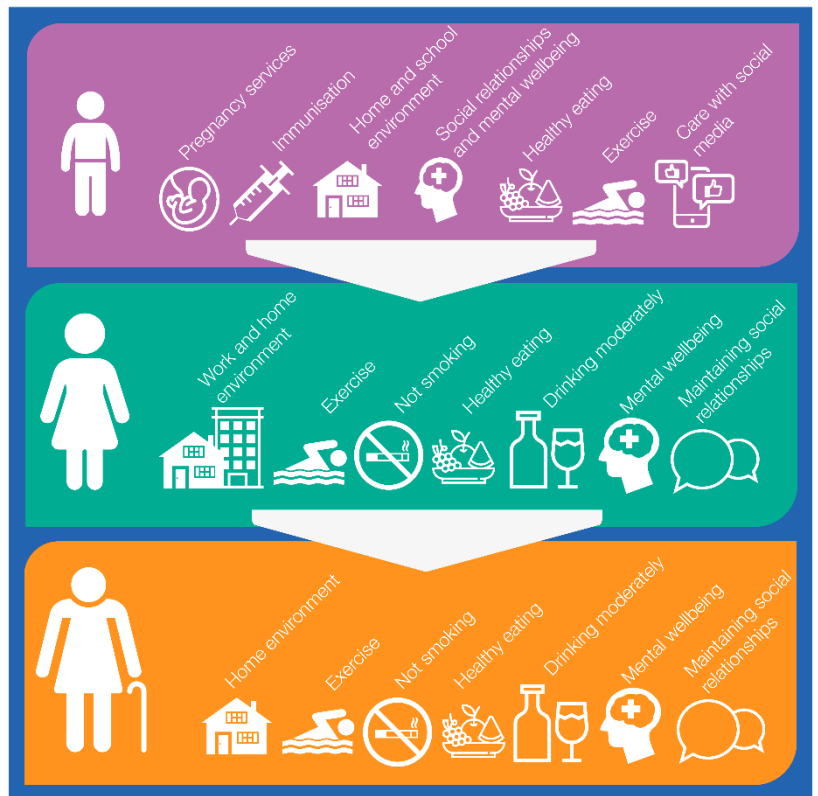 Pregnancy services
Immunisation
Home and school
environment
Social relationships
and mental wellbeing
Healthy eating
Exercise
Care with social
media
Work and home
environment
Exercise
Not smoking
Healthy eating
Drinking moderately
Mental wellbeing
Maintaining social
relationships
Home environment
Exercise
Not smoking
Healthy eating
Drinking moderately
Mental wellbeing
Maintaining social
relationships